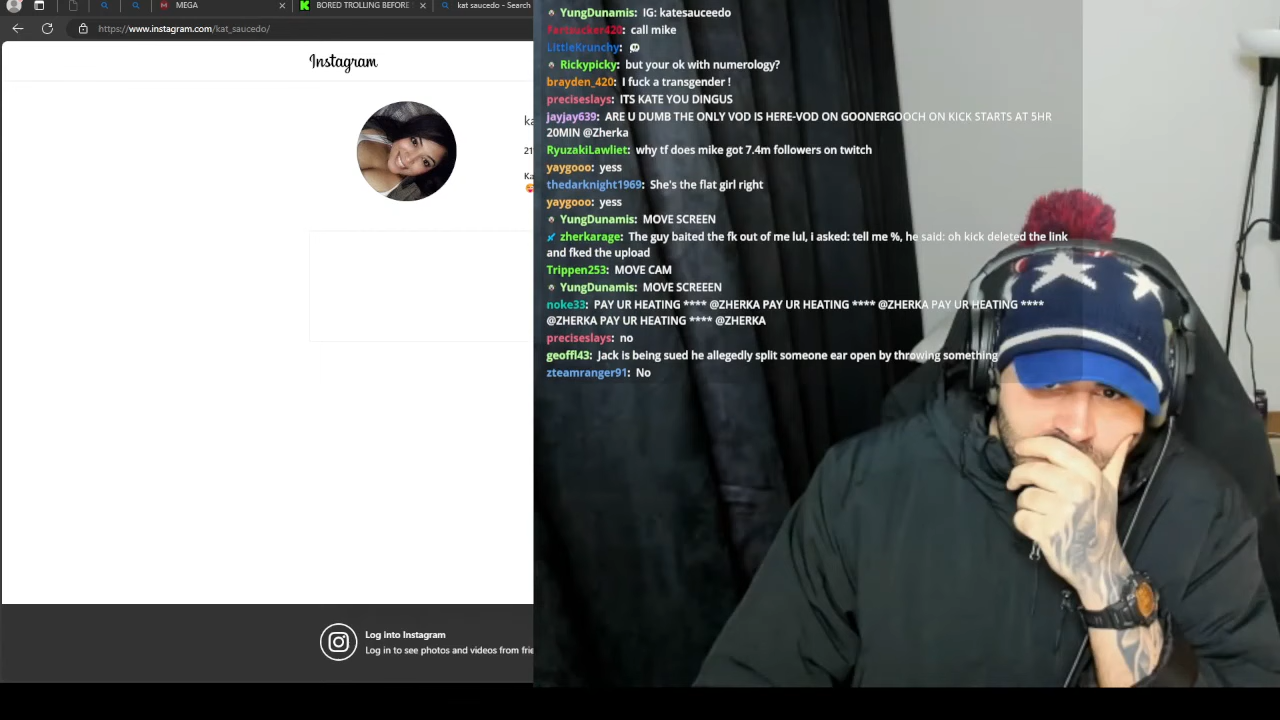 MEGA
BORED TROLLING BEFORE
kat saucedo - Search
https://www.instagram.com/kat_saucedo/
Instagram
ka
21
Ka
Log into Instagram
Log in to see photos and videos from frie
YungDunamis: IG: katesauceedo
Fartsucker420: call mike
LittleKrunchy:
Rickypicky: but your ok with numerology?
brayden_420: I fuck a transgender !
preciseslays: ITS KATE YOU DINGUS
jayjay639: ARE U DUMB THE ONLY VOD IS HERE-VOD ON GOONERGOOCH ON KICK STARTS AT 5HR
20MIN @Zherka
RyuzakiLawliet: why tf does mike got 7.4m followers on twitch
yaygooo: yess
thedarknight1969: She's the flat girl right
yaygooo: yess
YungDunamis: MOVE SCREEN
zherkarage: The guy baited the fk out of me lul, i asked: tell me %, he said: oh kick deleted the link
and fked the upload
Trippen253: MOVE CAM
YungDunamis: MOVE SCREEEN
noke33: PAY UR HEATING **** @ZHERKA PAY UR HEATING **** @ZHERKA PAY UR HEATING ****
@ZHERKA PAY UR HEATING **** @ZHERKA
preciseslays: no
geoffl43: Jack is being sued he allegedly split someone ear open by throwing something
zteamranger91: No